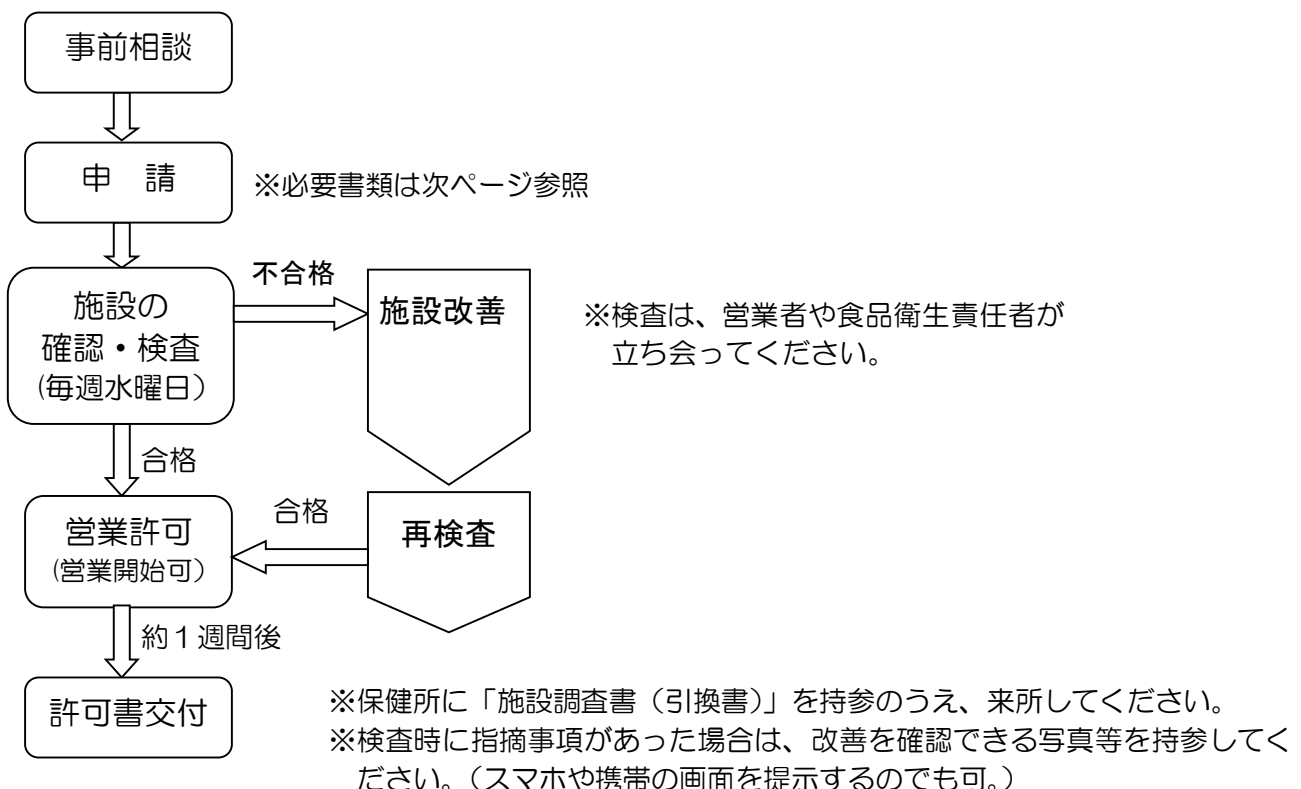 事前相談
申　請
※必要書類は次ページ参照
施設の
確認・検査
(毎週水曜日)
不合格
施設改善
※検査は、営業者や食品衛生責任者が
立ち会ってください。
合格
営業許可
(営業開始可)
合格
再検査
約１週間後
許可書交付
※保健所に「施設調査書（引換書）」を持参のうえ、来所してください。
※検査時に指摘事項があった場合は、改善を確認できる写真等を持参してく
ださい。（スマホや携帯の画面を提示するのでも可。）